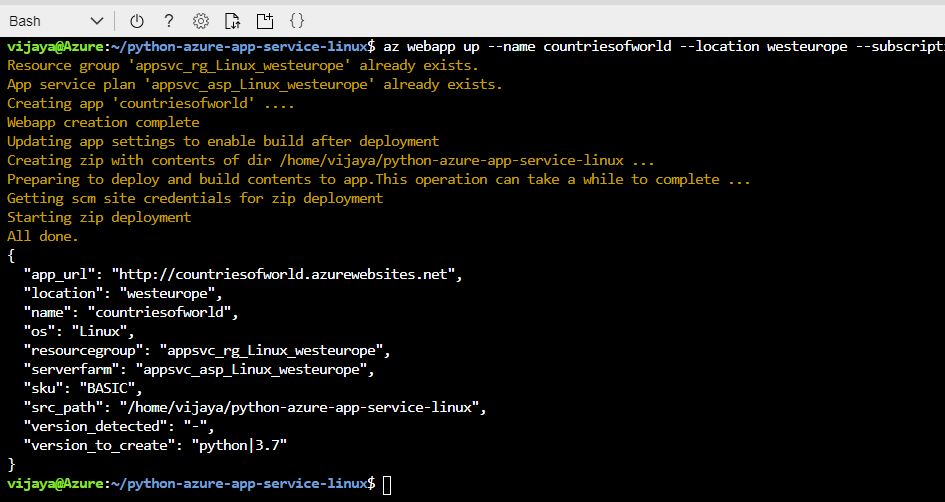 Bash ?
vijaya@Azure:~/python-azure-app-service-linux$ az webapp up --name countriesofworld --location westeurope
Resource group 'appsvc_rg_Linux_westeurope' already exists.
App service plan 'appsvc_asp_Linux_westeurope' already exists.
Creating app 'countriesofworld' ....
Webapp creation complete
Updating app settings to enable build after deployment
Creating zip with contents of dir /home/vijaya/python-azure-app-service-linux ...
Preparing to deploy and build contents to app.This operation can take a while to complete ...
Getting scm site credentials for zip deployment
Starting zip deployment
All done.
{
"app_url": "http://countriesofworld.azurewebsites.net",
"location": "westeurope",
"name": "countriesofworld",
"os": "Linux",
"resourcegroup": "appsvc_rg_Linux_westeurope",
"serverfarm": "appsvc_asp_Linux_westeurope",
"sku": "BASIC",
"src_path": "/home/vijaya/python-azure-app-service-linux",
"version_detected": "-",
"version_to_create": "python|3.7"
}
vijaya@Azure:~/python-azure-app-service-linux$